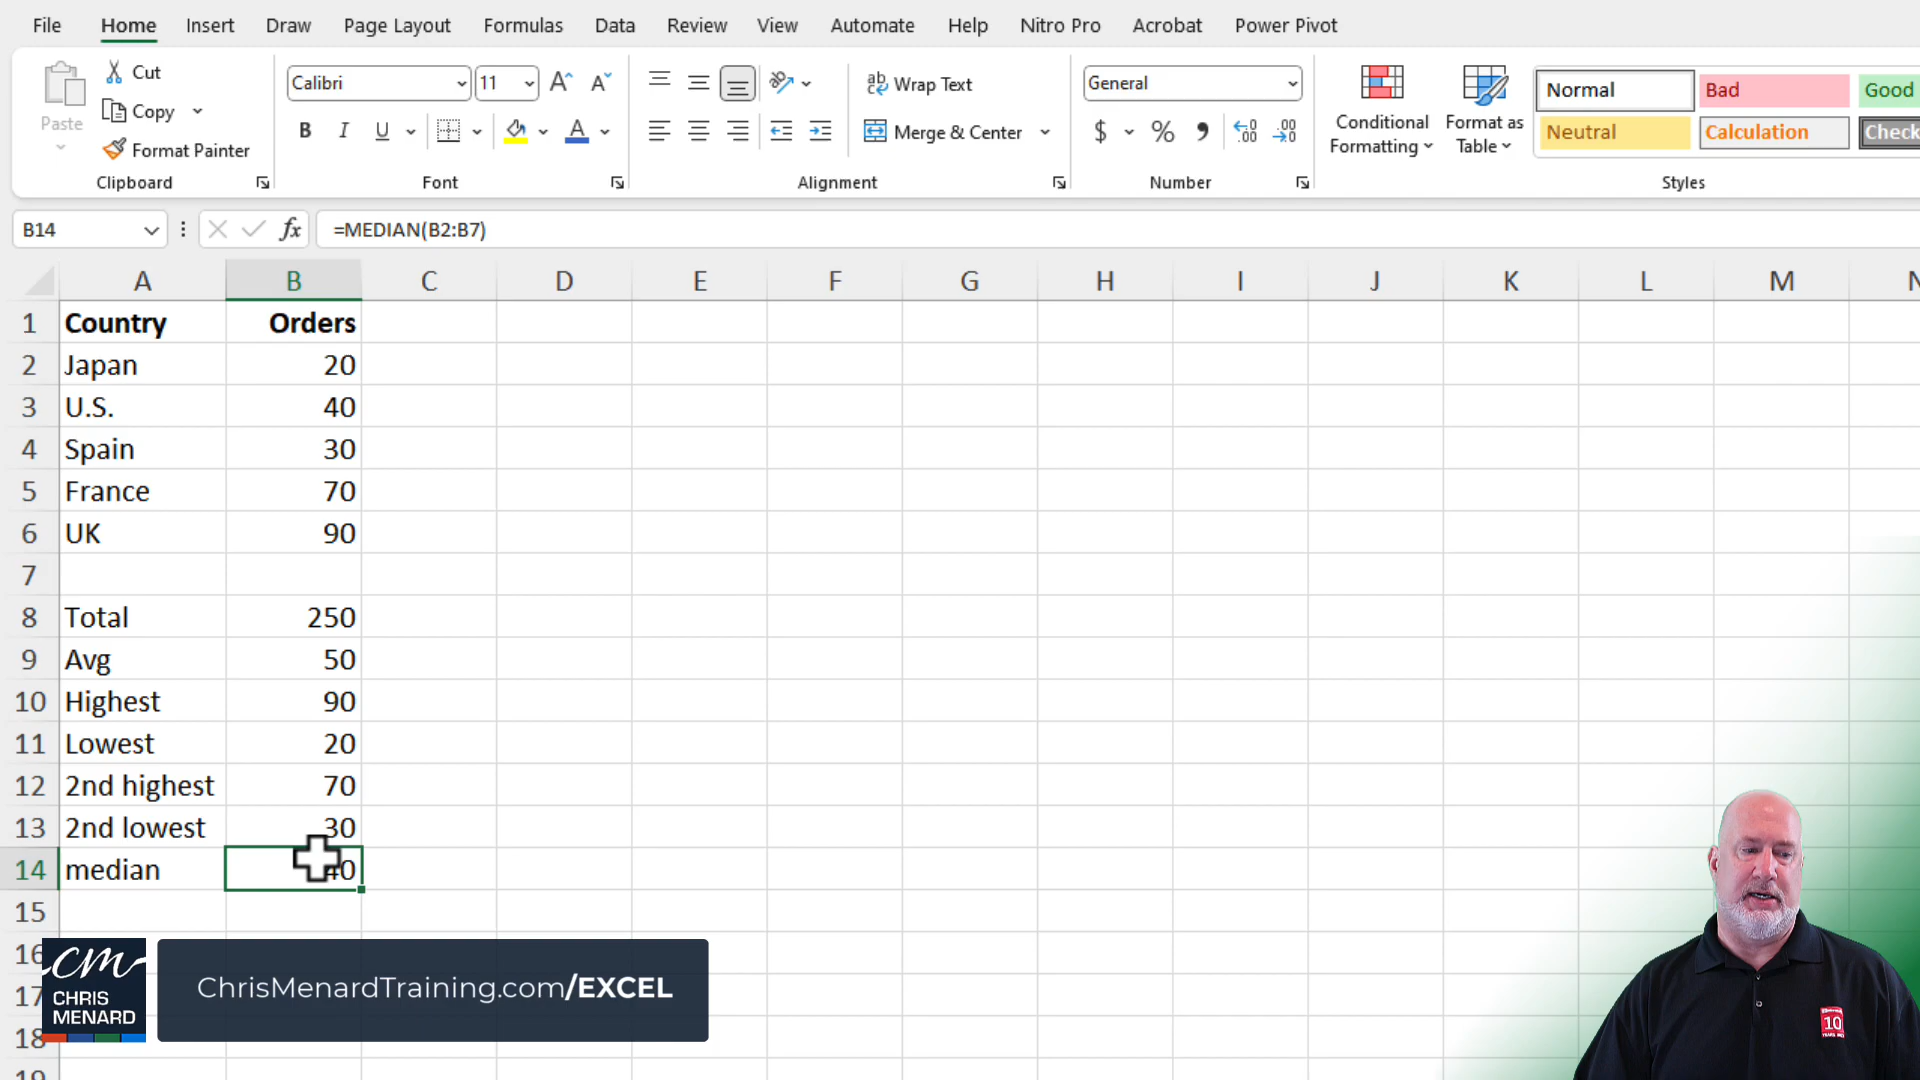 File Home Insert Draw Page Layout Formulas Data Review View Automate Help Nitro Pro Acrobat Power Pivot
Paste
Cut
Copy
Format Painter
Clipboard
Calibri 11
B I U
Font
Wrap Text
Merge & Center
Alignment
General
$ %
Number
Conditional Formatting
Format as Table
Normal Bad Good
Neutral Calculation Check
Styles
B14 fx =MEDIAN(B2:B7)
A B C D E F G H I J K L M
1 Country Orders
2 Japan 20
3 U.S. 40
4 Spain 30
5 France 70
6 UK 90
7
8 Total 250
9 Avg 50
10 Highest 90
11 Lowest 20
12 2nd highest 70
13 2nd lowest 30
14 median 40
15
16
17
18
19
cm
CHRIS
MENARD
ChrisMenardTraining.com/EXCEL
10